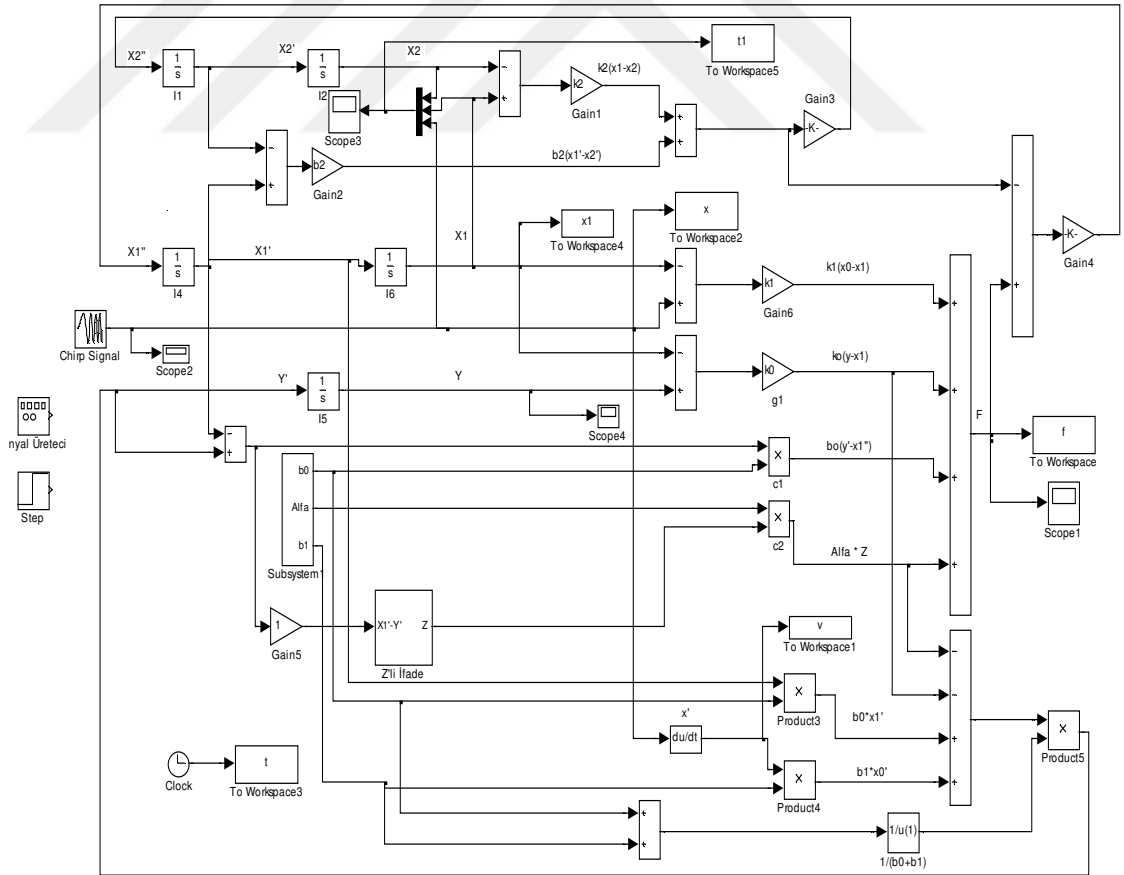 X2''
1
s
I1
X2'
1
s
I2
X2
Scope3
t1
To Workspace5
k2(x1-x2)
k2
Gain1
Gain3
-K-
b2
Gain2
b2(x1'-x2')
X1''
1
s
I4
X1'
1
s
I6
X1
x1
To Workspace4
x
To Workspace2
k1(x0-x1)
k1
Gain6
-K-
Gain4
Chirp Signal
Scope2
Y'
1
s
I5
Y
Scope4
ko(y-x1)
k0
g1
F
f
To Workspace
nyal Üreteci
Step
b0
Alfa
b1
Subsystem1
X
c1
bo(y'-x1'')
X
c2
Alfa * Z
Scope1
1
Gain5
X1'-Y'
Z
Z'li İfade
v
To Workspace1
X
Product3
b0*x1'
x'
du/dt
X
Product4
b1*x0'
X
Product5
Clock
t
To Workspace3
1/u(1)
1/(b0+b1)